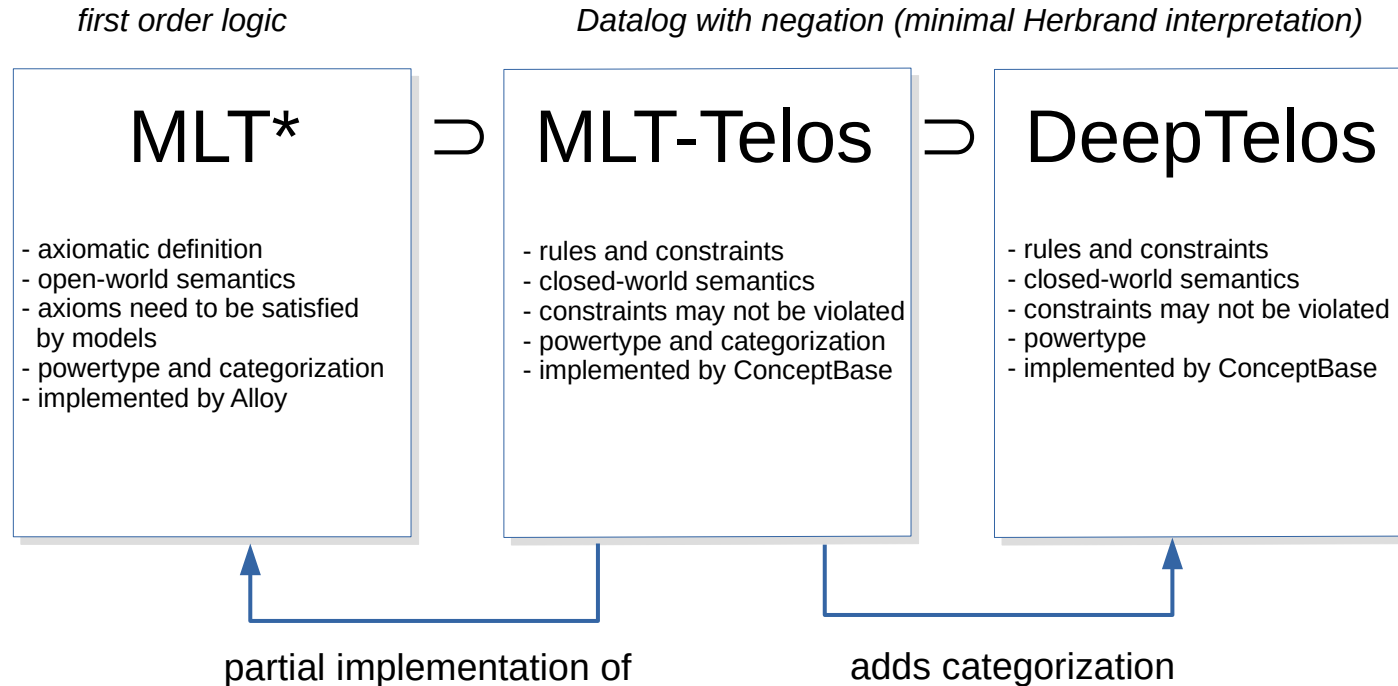 first order logic
Datalog with negation (minimal Herbrand interpretation)
MLT* ⊃ MLT-Telos ⊃ DeepTelos
- axiomatic definition
- open-world semantics
- axioms need to be satisfied
by models
- powertype and categorization
- implemented by Alloy
- rules and constraints
- closed-world semantics
- constraints may not be violated
- powertype and categorization
- implemented by ConceptBase
- rules and constraints
- closed-world semantics
- constraints may not be violated
- powertype
- implemented by ConceptBase
partial implementation of
adds categorization